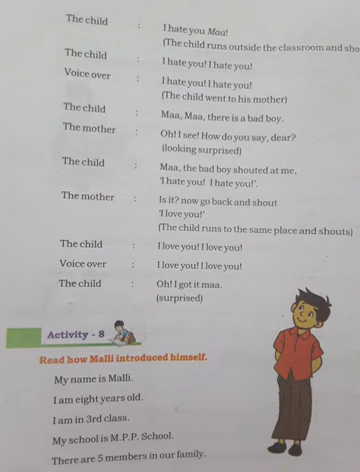 The child : I hate you Maa!
(The child runs outside the classroom and sho
The child : I hate you! I hate you!
Voice over : I hate you! I hate you!
(The child went to his mother)
The child : Maa, Maa, there is a bad boy.
The mother : Oh! I see! How do you say, dear?
(looking surprised)
The child : Maa, the bad boy shouted at me,
'I hate you! I hate you!'.
The mother : Is it? now go back and shout
'I love you!'
(The child runs to the same place and shouts)
The child : I love you! I love you!
Voice over : I love you! I love you!
The child : Oh! I got it maa.
(surprised)
Activity - 8
Read how Malli introduced himself.
My name is Malli.
I am eight years old.
I am in 3rd class.
My school is M.P.P. School.
There are 5 members in our family.